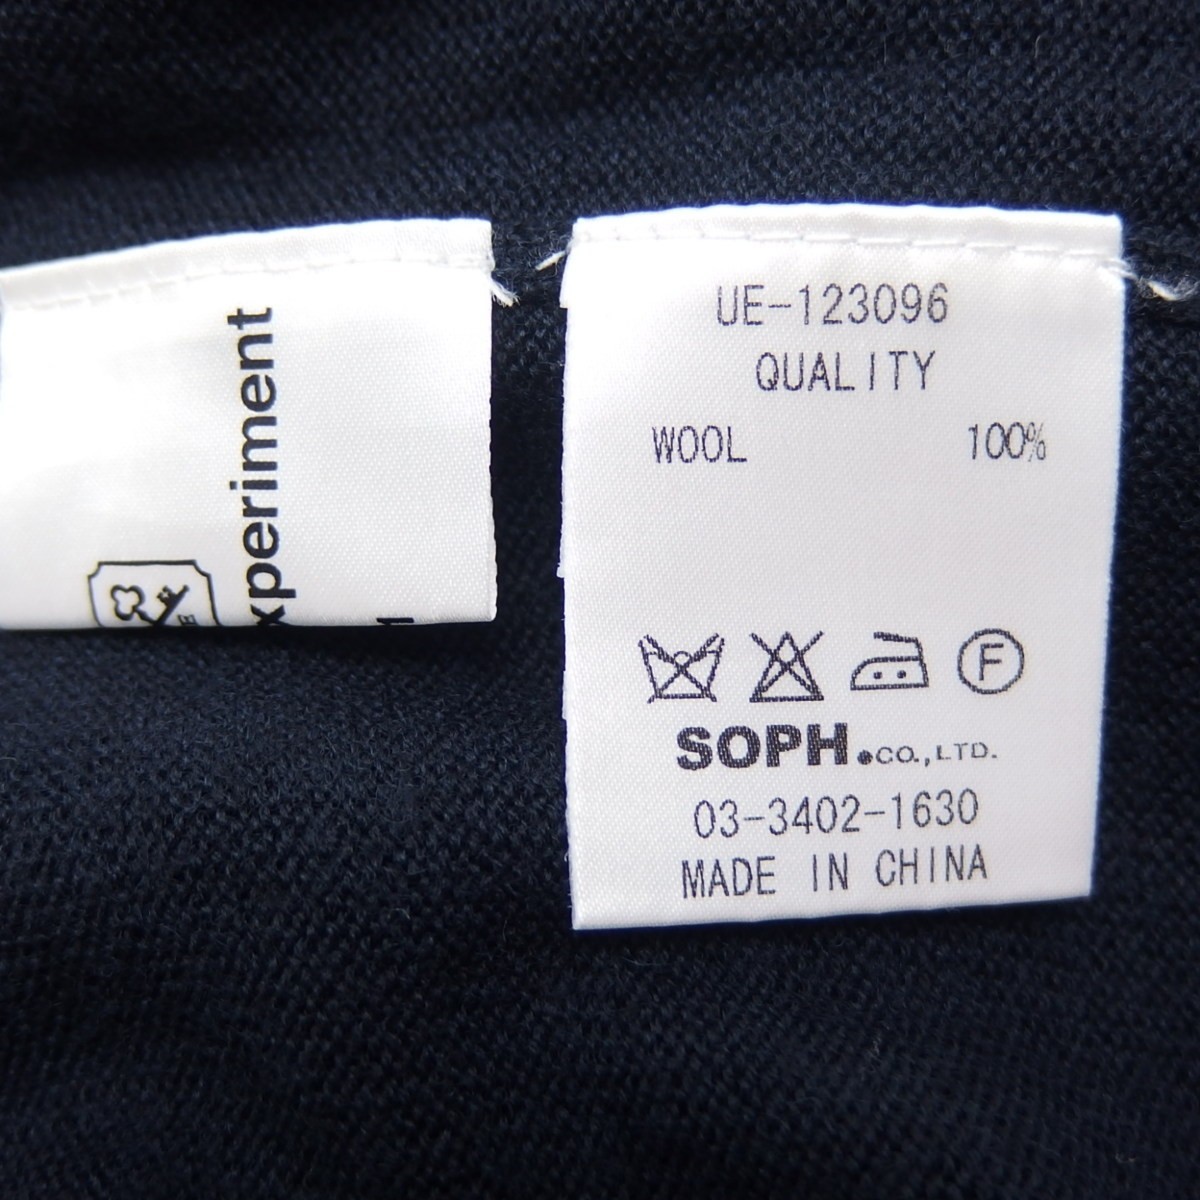 xperiment
UE-123096
QUALITY
WOOL 100%
F
SOPH.CO.,LTD.
03-3402-1630
MADE IN CHINA